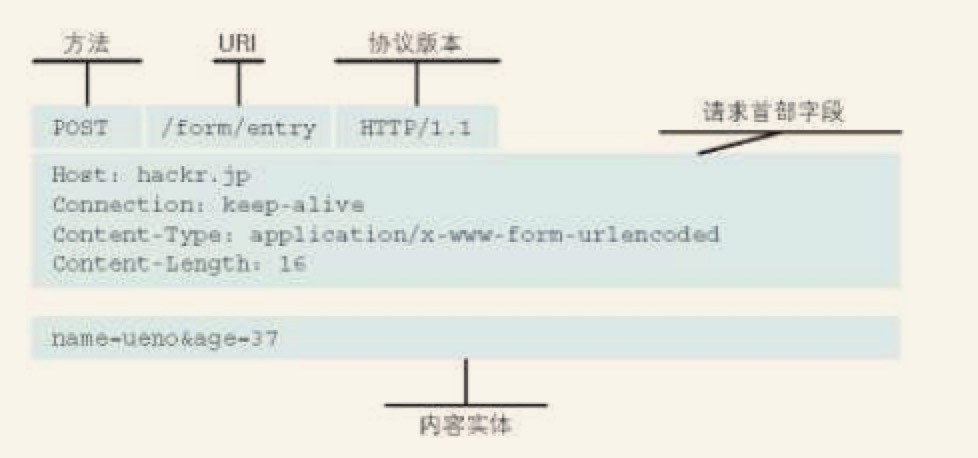 方法 URI 协议版本
请求首部字段
POST /form/entry HTTP/1.1
Host: hackr.jp
Connection: keep-alive
Content-Type: application/x-www-form-urlencoded
Content-Length: 16
name=ueno&age=37
内容实体